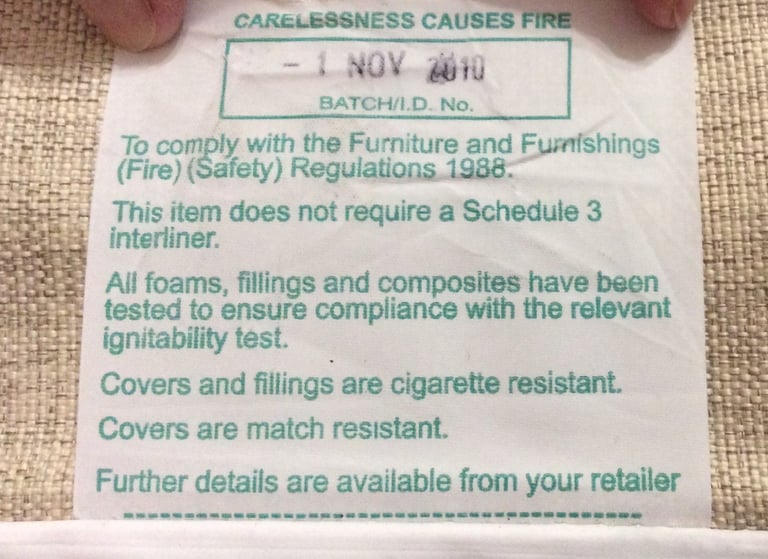 CARELESSNESS CAUSES FIRE
- 1 NOV 2010
BATCH/I.D. No.
To comply with the Furniture and Furnishings
(Fire) (Safety) Regulations 1988.
This item does not require a Schedule 3
interliner.
All foams, fillings and composites have been
tested to ensure compliance with the relevant
ignitability test.
Covers and fillings are cigarette resistant.
Covers are match resistant.
Further details are available from your retailer